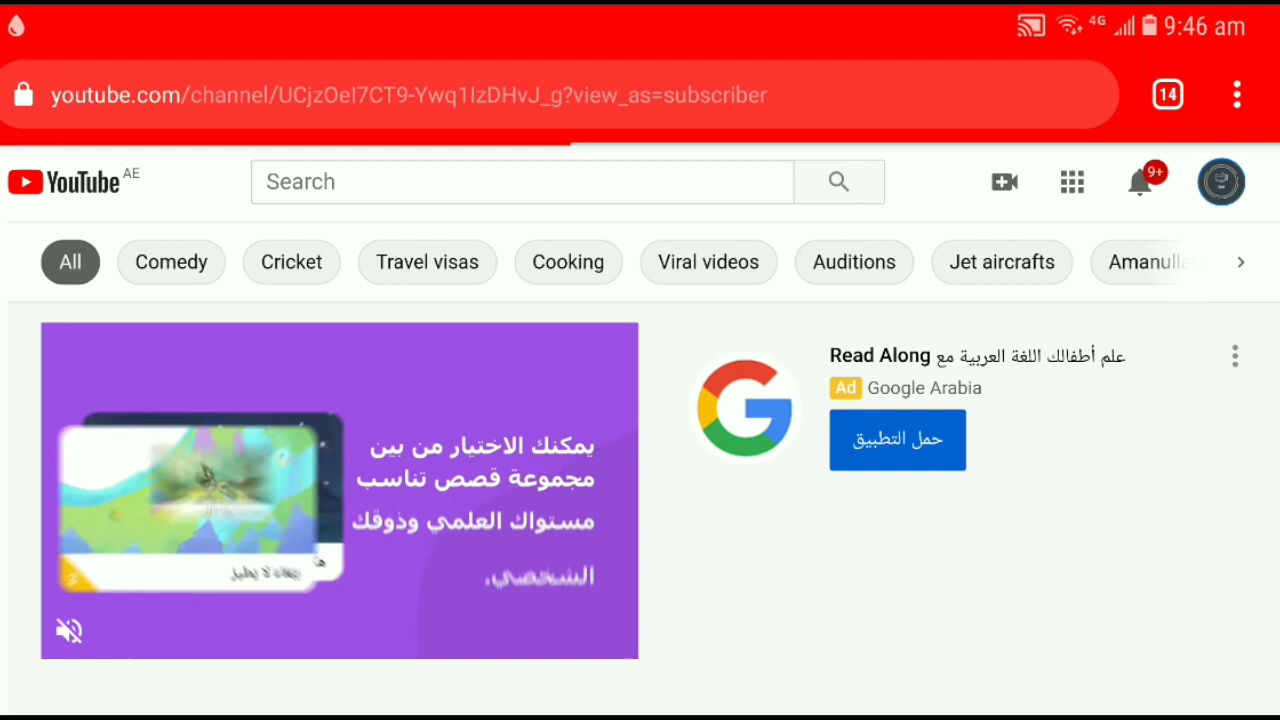 4G 9:46 am
youtube.com/channel/UCjzOeI7CT9-Ywq1IzDHvJ_g?view_as=subscriber 14
YouTube AE Search 9+
All Comedy Cricket Travel visas Cooking Viral videos Auditions Jet aircrafts
Read Along علم أطفالك اللغة العربية مع
Ad Google Arabia
حمل التطبيق
يمكنك الاختيار من بين
مجموعة قصص تناسب
مستواك العلمي وذوقك
الشخصي.